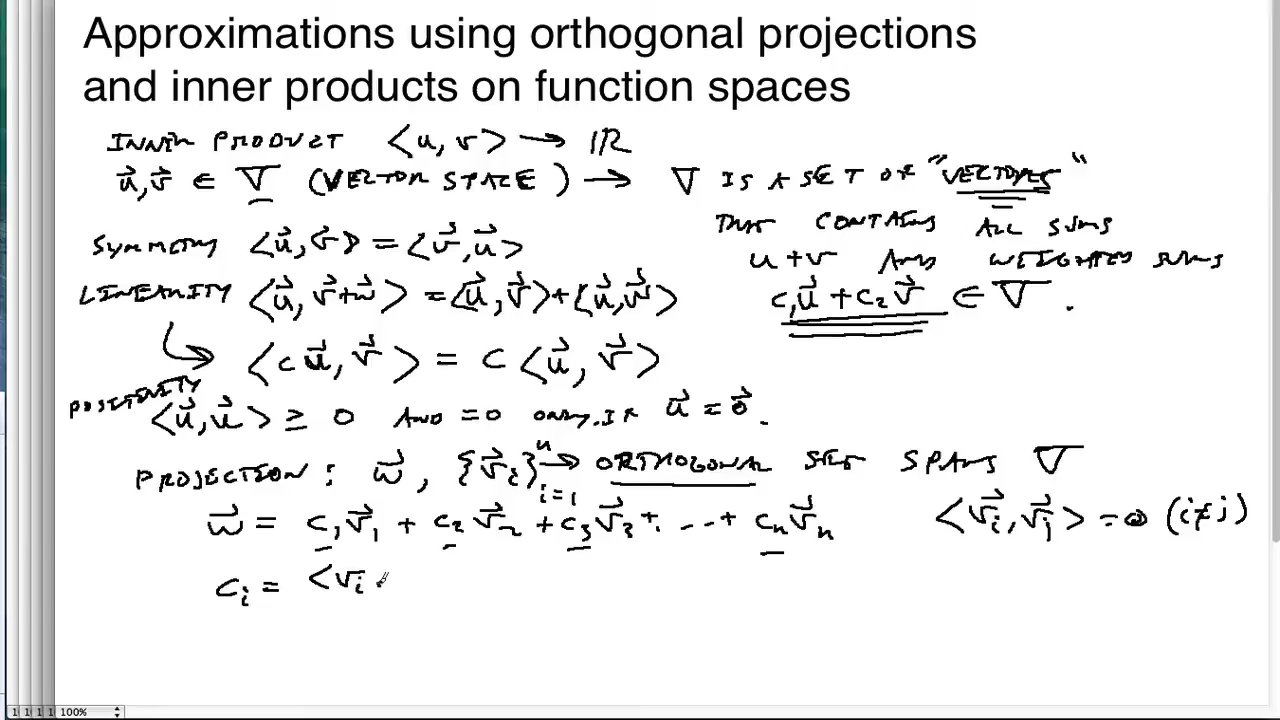 Approximations using orthogonal projections
and inner products on function spaces
INNER PRODUCT <u, v> → ℝ
u⃗, v⃗ ∈ V (VECTOR SPACE) → V IS A SET OF "VECTORS"
THAT CONTAINS ALL SUMS
SYMMETRY <u⃗, v⃗> = <v⃗, u⃗>
u + v AND WEIGHTED SUMS
LINEARITY <u⃗, v⃗+w⃗> = <u⃗, v⃗> + <u⃗, w⃗>
c₁u⃗ + c₂v⃗ ∈ V.
<c u⃗, v⃗> = c <u⃗, v⃗>
POSITIVITY
<u⃗, u⃗> ≥ 0 AND =0 ONLY IF u⃗ = 0⃗.
PROJECTION: w⃗, {v⃗ᵢ}ⁿᵢ₌₁ → ORTHOGONAL SET SPANS V
w⃗ = c₁v⃗₁ + c₂v⃗₂ + c₃v⃗₃ + ... + cₙv⃗ₙ <v⃗ᵢ, v⃗ⱼ> = 0 (i≠j)
cᵢ = <vᵢ
100%